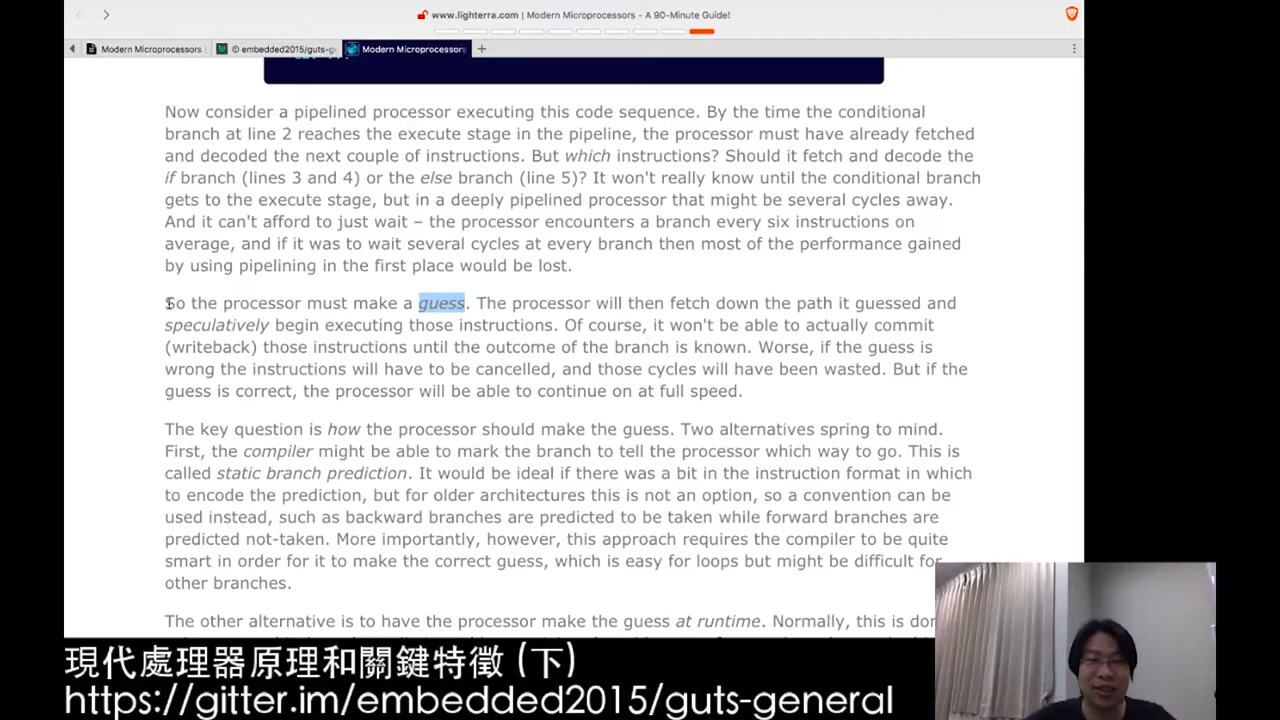 www.lighterra.com | Modern Microprocessors - A 90-Minute Guide!
Modern Microprocessors
embedded2015/guts-g
Modern Microprocessors
Now consider a pipelined processor executing this code sequence. By the time the conditional
branch at line 2 reaches the execute stage in the pipeline, the processor must have already fetched
and decoded the next couple of instructions. But which instructions? Should it fetch and decode the
if branch (lines 3 and 4) or the else branch (line 5)? It won't really know until the conditional branch
gets to the execute stage, but in a deeply pipelined processor that might be several cycles away.
And it can't afford to just wait – the processor encounters a branch every six instructions on
average, and if it was to wait several cycles at every branch then most of the performance gained
by using pipelining in the first place would be lost.
So the processor must make a guess. The processor will then fetch down the path it guessed and
speculatively begin executing those instructions. Of course, it won't be able to actually commit
(writeback) those instructions until the outcome of the branch is known. Worse, if the guess is
wrong the instructions will have to be cancelled, and those cycles will have been wasted. But if the
guess is correct, the processor will be able to continue on at full speed.
The key question is how the processor should make the guess. Two alternatives spring to mind.
First, the compiler might be able to mark the branch to tell the processor which way to go. This is
called static branch prediction. It would be ideal if there was a bit in the instruction format in which
to encode the prediction, but for older architectures this is not an option, so a convention can be
used instead, such as backward branches are predicted to be taken while forward branches are
predicted not-taken. More importantly, however, this approach requires the compiler to be quite
smart in order for it to make the correct guess, which is easy for loops but might be difficult for
other branches.
The other alternative is to have the processor make the guess at runtime. Normally, this is don
現代處理器原理和關鍵特徵 (下)
https://gitter.im/embedded2015/guts-general